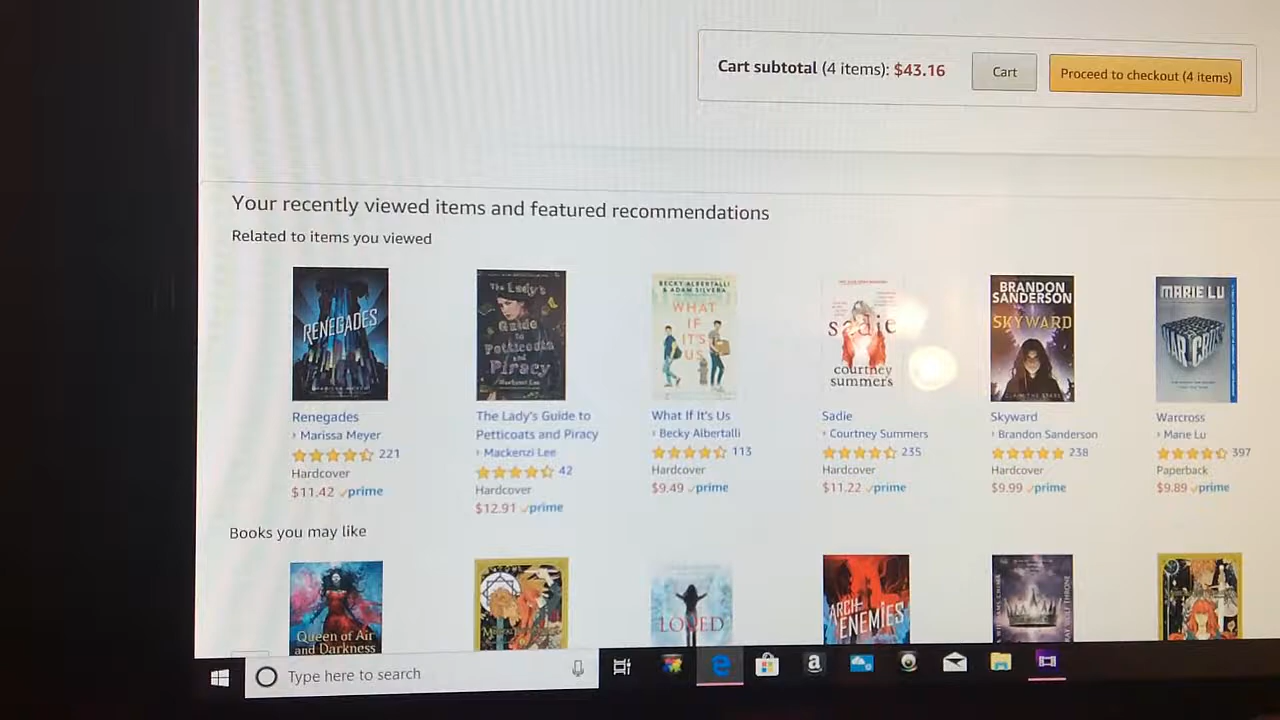 Cart subtotal (4 items): $43.16
Cart
Proceed to checkout (4 items)
Your recently viewed items and featured recommendations
Related to items you viewed
RENEGADES
The Lady's
Guide
to
Petticoats
and
Piracy
Mackenzi Lee
BECKY ALBERTALLI
& ADAM SILVERA
WHAT
IF
IT'S
US
sadie
courtney
summers
BRANDON
SANDERSON
SKYWARD
MARIE LU
WARCROSS
Renegades
› Marissa Meyer
221
Hardcover
$11.42 prime
The Lady's Guide to
Petticoats and Piracy
› Mackenzi Lee
42
Hardcover
$12.91 prime
What If It's Us
› Becky Albertalli
113
Hardcover
$9.49 prime
Sadie
› Courtney Summers
235
Hardcover
$11.22 prime
Skyward
› Brandon Sanderson
238
Hardcover
$9.99 prime
Warcross
› Marie Lu
397
Paperback
$9.89 prime
Books you may like
Queen of Air
and Darkness
LOVED
ARCH-
ENEMIES
Type here to search